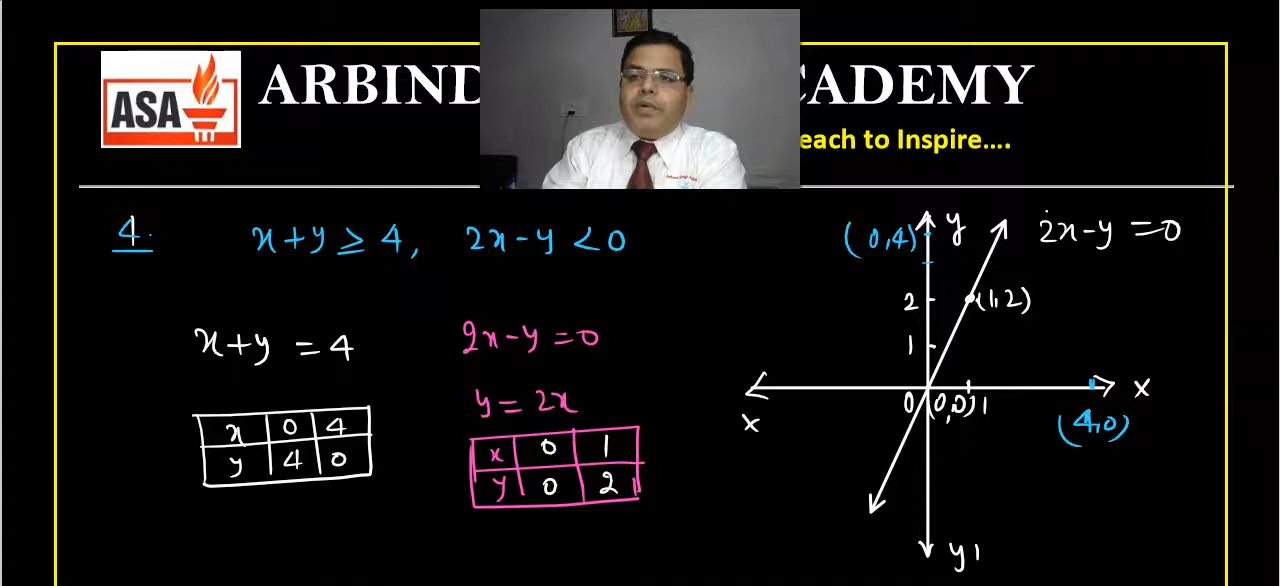 ASA
ARBIND CADEMY
each to Inspire....
4. x+y ≥ 4, 2x-y < 0
x+y = 4
x 0 4
y 4 0
2x-y = 0
y = 2x
x 0 1
y 0 2
(0,4) y 2x-y = 0
2 (1,2)
1
0 (0,0) 1 x
x (4,0)
y1